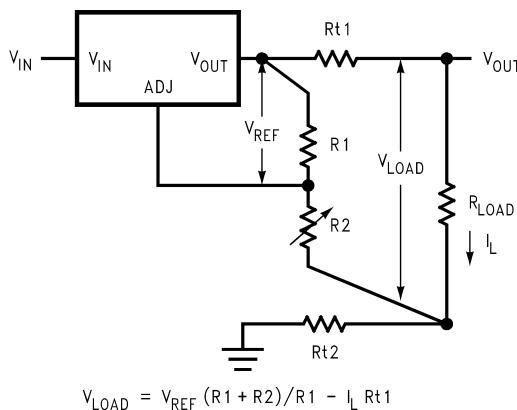 Rt1
V_IN
V_IN
V_OUT
V_OUT
ADJ
V_REF
R1
V_LOAD
R_LOAD
R2
I_L
Rt2
V_LOAD = V_REF (R1 + R2)/R1 − I_L Rt1